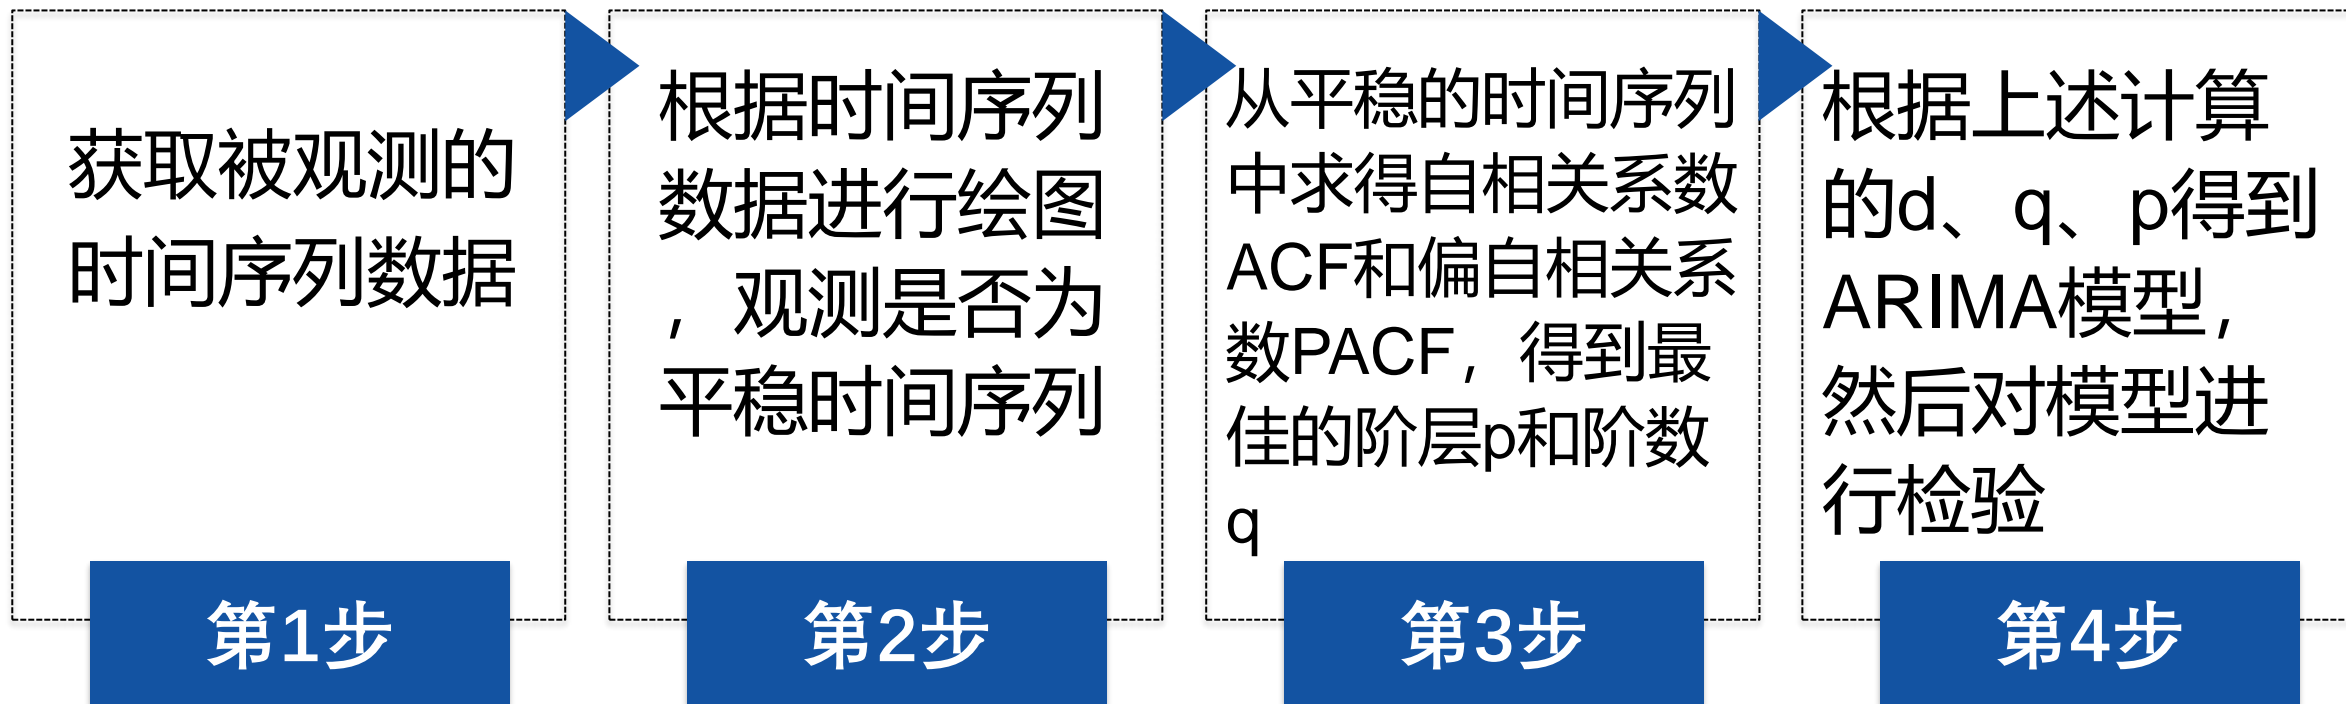 获取被观测的
时间序列数据
第1步
根据时间序列
数据进行绘图
，观测是否为
平稳时间序列
第2步
从平稳的时间序列
中求得自相关系数
ACF和偏自相关系
数PACF，得到最
佳的阶层p和阶数
q
第3步
根据上述计算
的d、q、p得到
ARIMA模型，
然后对模型进
行检验
第4步